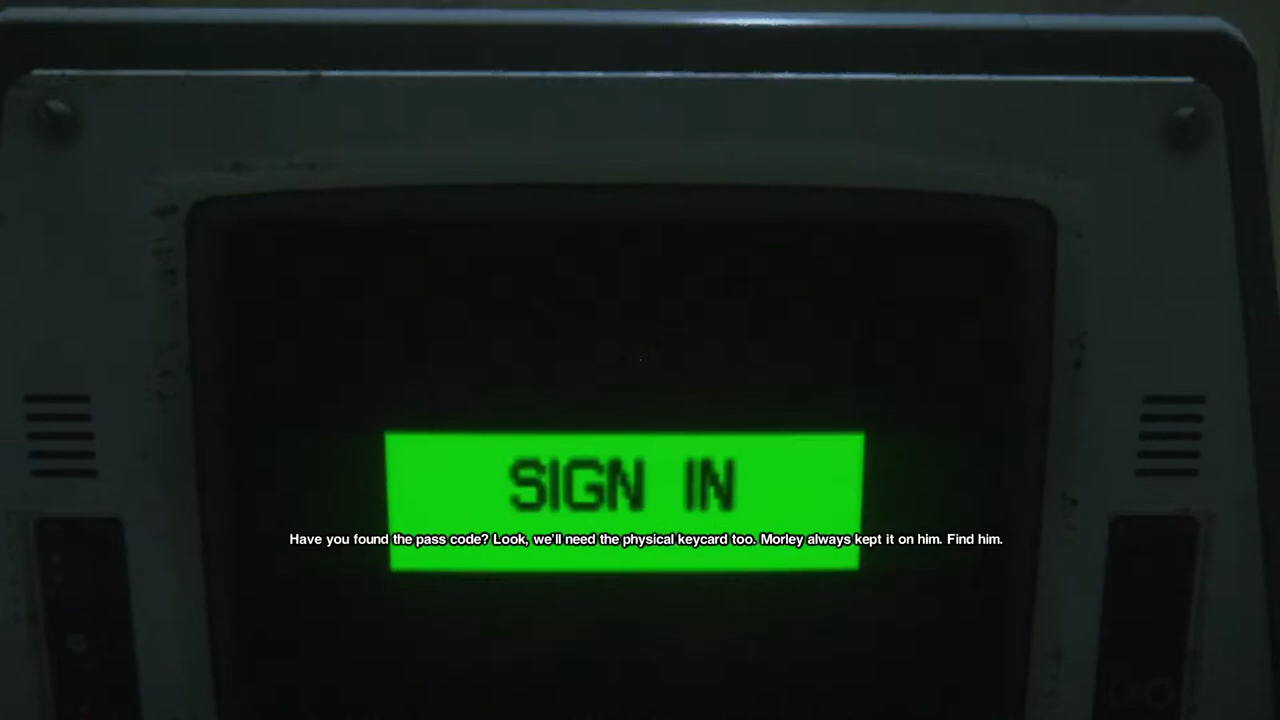 SIGN IN
Have you found the pass code? Look, we'll need the physical keycard too. Morley always kept it on him. Find him.